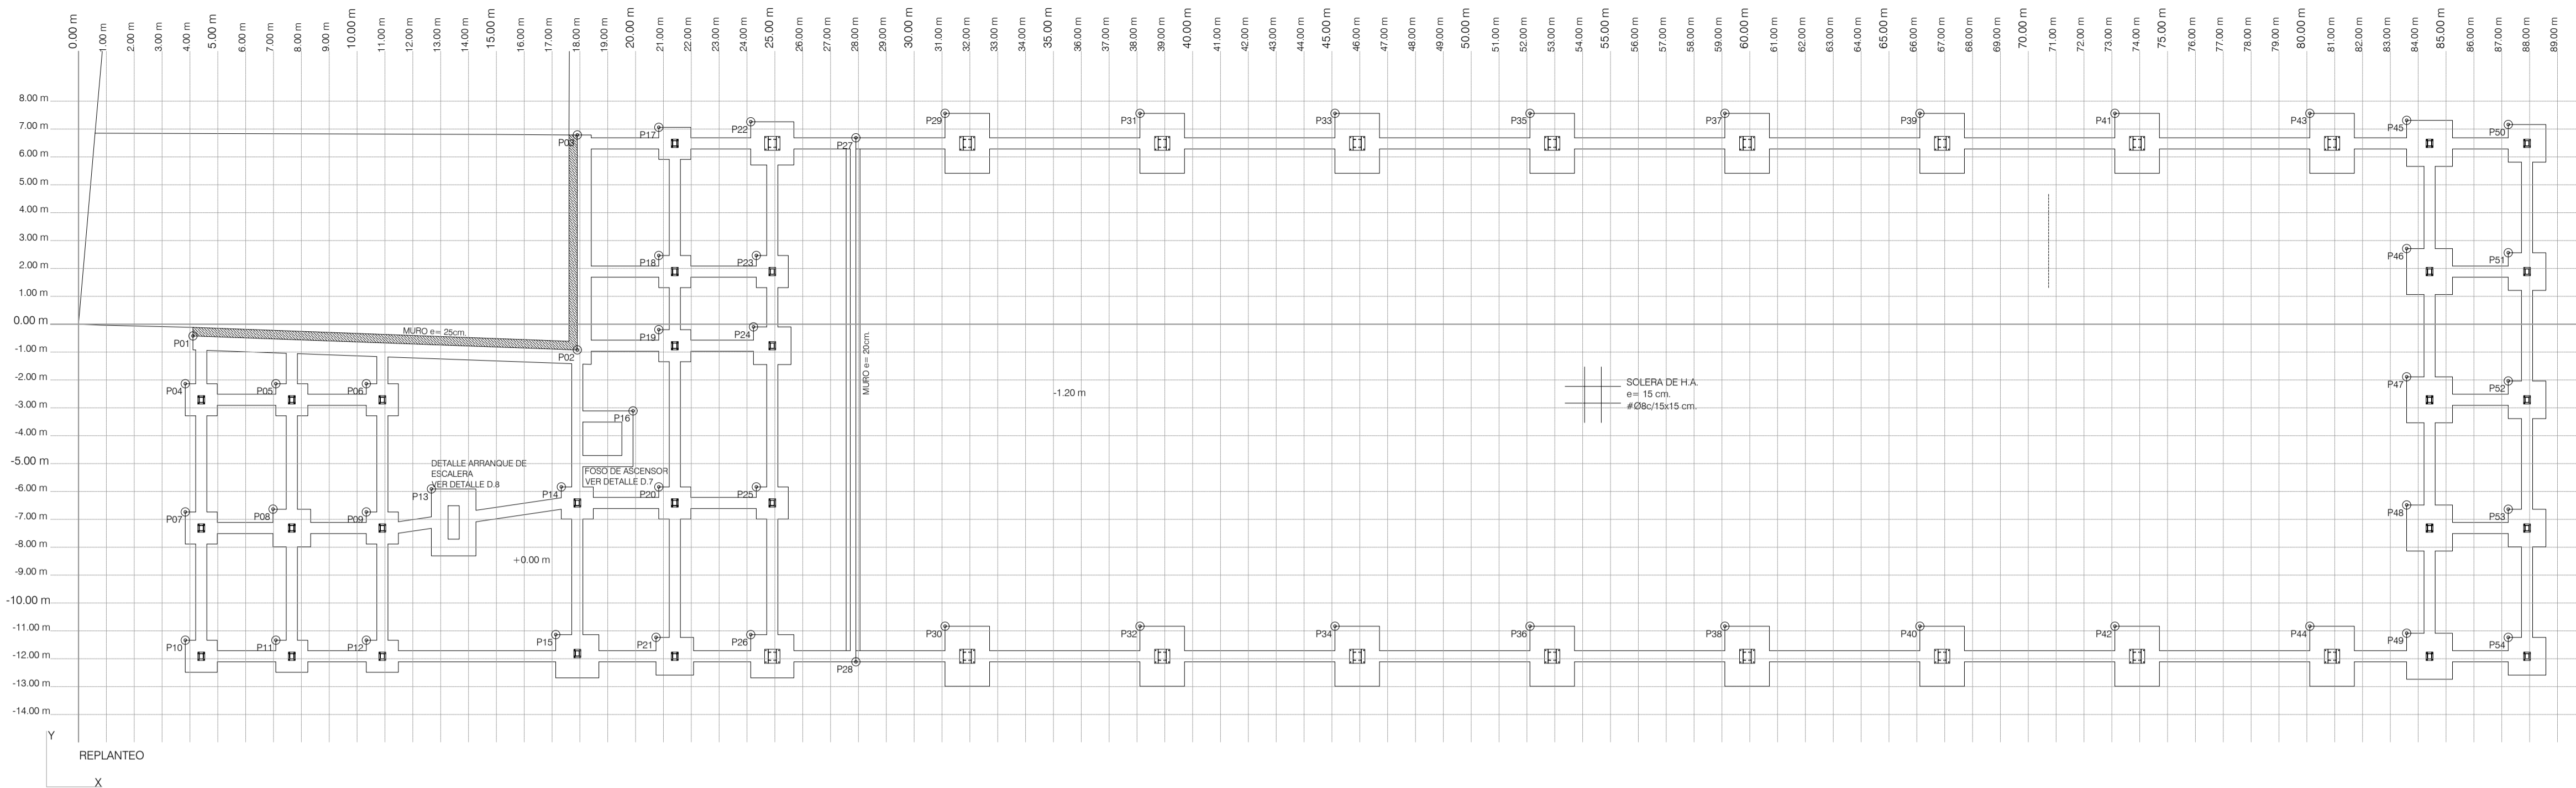 0.00 m
1.00 m
2.00 m
3.00 m
4.00 m
5.00 m
6.00 m
7.00 m
8.00 m
9.00 m
10.00 m
11.00 m
12.00 m
13.00 m
14.00 m
15.00 m
16.00 m
17.00 m
18.00 m
19.00 m
20.00 m
21.00 m
22.00 m
23.00 m
24.00 m
25.00 m
26.00 m
27.00 m
28.00 m
29.00 m
30.00 m
31.00 m
32.00 m
33.00 m
34.00 m
35.00 m
36.00 m
37.00 m
38.00 m
39.00 m
40.00 m
41.00 m
42.00 m
43.00 m
44.00 m
45.00 m
46.00 m
47.00 m
48.00 m
49.00 m
50.00 m
51.00 m
52.00 m
53.00 m
54.00 m
55.00 m
56.00 m
57.00 m
58.00 m
59.00 m
60.00 m
61.00 m
62.00 m
63.00 m
64.00 m
65.00 m
66.00 m
67.00 m
68.00 m
69.00 m
70.00 m
71.00 m
72.00 m
73.00 m
74.00 m
75.00 m
76.00 m
77.00 m
78.00 m
79.00 m
80.00 m
81.00 m
82.00 m
83.00 m
84.00 m
85.00 m
86.00 m
87.00 m
88.00 m
89.00 m
8.00 m
7.00 m
6.00 m
5.00 m
4.00 m
3.00 m
2.00 m
1.00 m
0.00 m
-1.00 m
-2.00 m
-3.00 m
-4.00 m
-5.00 m
-6.00 m
-7.00 m
-8.00 m
-9.00 m
-10.00 m
-11.00 m
-12.00 m
-13.00 m
-14.00 m
P29
P31
P33
P35
P37
P39
P41
P43
P45
P50
P03
P17
P22
P27
P18
P23
P46
P51
MURO e= 25cm.
P01
P02
P19
P24
MURO e= 20cm.
P04
P05
P06
P47
P52
-1.20 m
SOLERA DE H.A.
e= 15 cm.
#Ø8c/15x15 cm.
P16
DETALLE ARRANQUE DE
ESCALERA
VER DETALLE D.8
FOSO DE ASCENSOR
VER DETALLE D.7
P13
P14
P20
P25
P07
P08
P09
P48
P53
+0.00 m
P10
P11
P12
P15
P21
P26
P28
P30
P32
P34
P36
P38
P40
P42
P44
P49
P54
Y
REPLANTEO
X